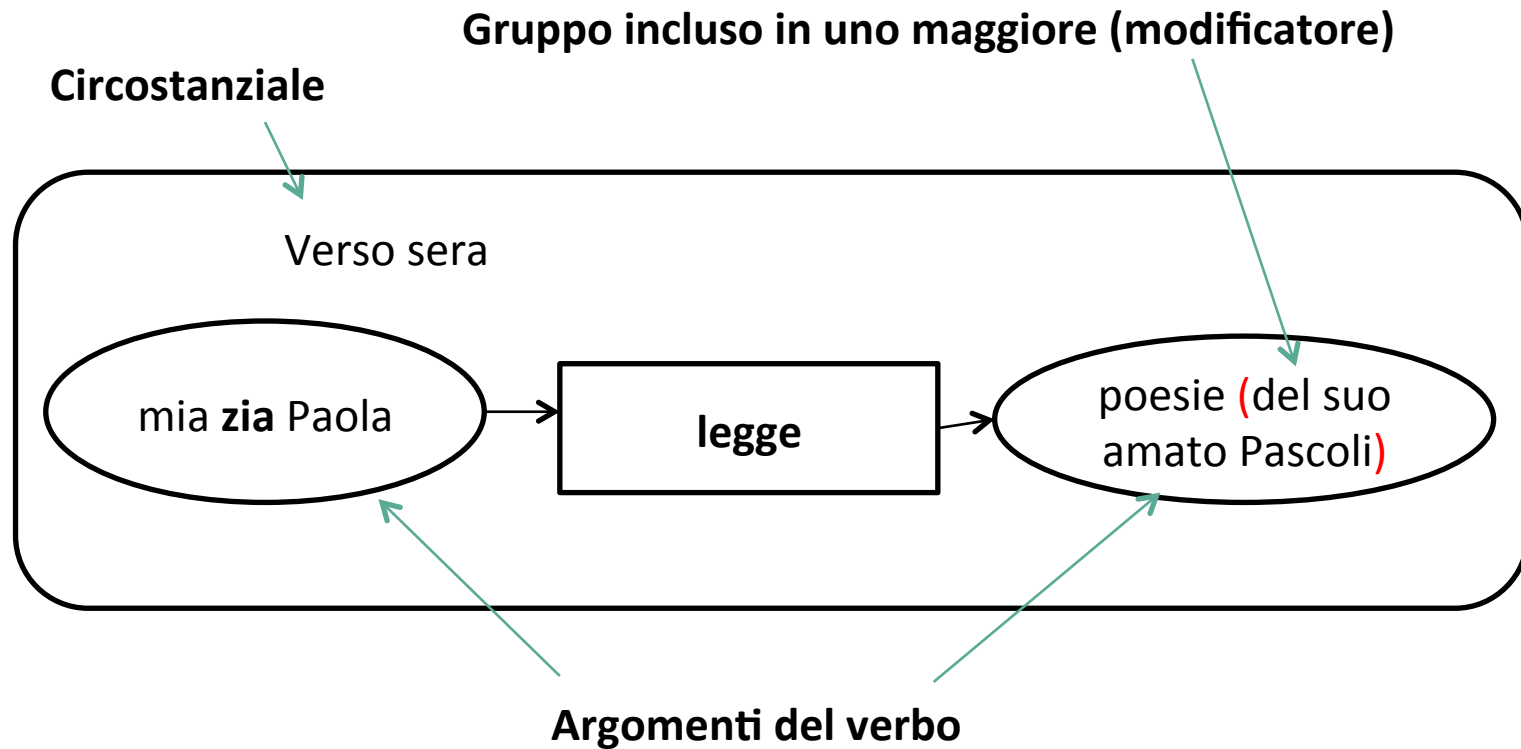 Gruppo incluso in uno maggiore (modificatore)
Circostanziale
Verso sera
mia zia Paola
legge
poesie (del suo
amato Pascoli)
Argomenti del verbo